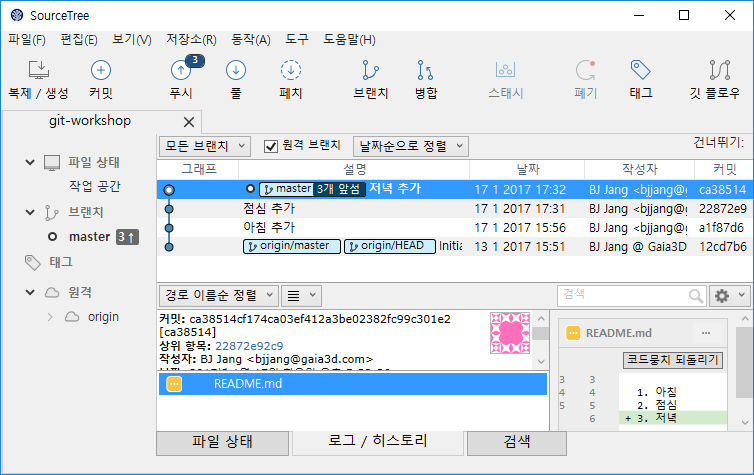 SourceTree
파일(F) 편집(E) 보기(V) 저장소(R) 동작(A) 도구 도움말(H)
3
복제 / 생성 커밋 푸시 풀 페치 브랜치 병합 스태시 폐기 태그 깃 플로우
git-workshop
모든 브랜치 원격 브랜치 날짜순으로 정렬 건너뛰기:
파일 상태
작업 공간
브랜치
master 3↑
태그
원격
origin
그래프 설명 날짜 작성자 커밋
master 3개 앞섬 저녁 추가 17 1 2017 17:32 BJ Jang <bjjang@g ca38514
점심 추가 17 1 2017 17:31 BJ Jang <bjjang@g 22872e9
아침 추가 17 1 2017 15:56 BJ Jang <bjjang@g a1f87d6
origin/master origin/HEAD Initia 13 1 2017 15:51 BJ Jang @ Gaia3D 12cd7b6
경로 이름순 정렬 검색
커밋: ca38514cf174ca03ef412a3be02382fc99c301e2
[ca38514]
상위 항목: 22872e92c9
작성자: BJ Jang <bjjang@gaia3d.com>
README.md
README.md
코드뭉치 되돌리기
3 3
4 4 1. 아침
5 5 2. 점심
6 + 3. 저녁
파일 상태 로그 / 히스토리 검색